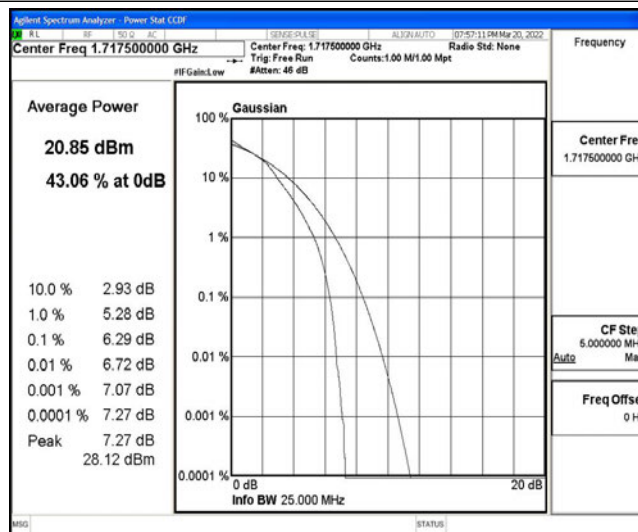 Agilent Spectrum Analyzer - Power Stat CCDF
RL RF 50 Ω AC SENSE:PULSE ALIGN AUTO 07:57:11 PM Mar 20, 2022
Center Freq 1.717500000 GHz
Center Freq: 1.717500000 GHz Radio Std: None
Trig: Free Run Counts:1.00 M/1.00 Mpt
#IFGain:Low #Atten: 46 dB
Frequency
Average Power
20.85 dBm
43.06 % at 0dB
10.0 % 2.93 dB
1.0 % 5.28 dB
0.1 % 6.29 dB
0.01 % 6.72 dB
0.001 % 7.07 dB
0.0001 % 7.27 dB
Peak 7.27 dB
28.12 dBm
Gaussian
100 %
10 %
1 %
0.1 %
0.01 %
0.001 %
0.0001 %
0 dB 20 dB
Info BW 25.000 MHz
Center Fre
1.717500000 GH
CF Ste
5.000000 MH
Auto Ma
Freq Offse
0 H
MSG STATUS